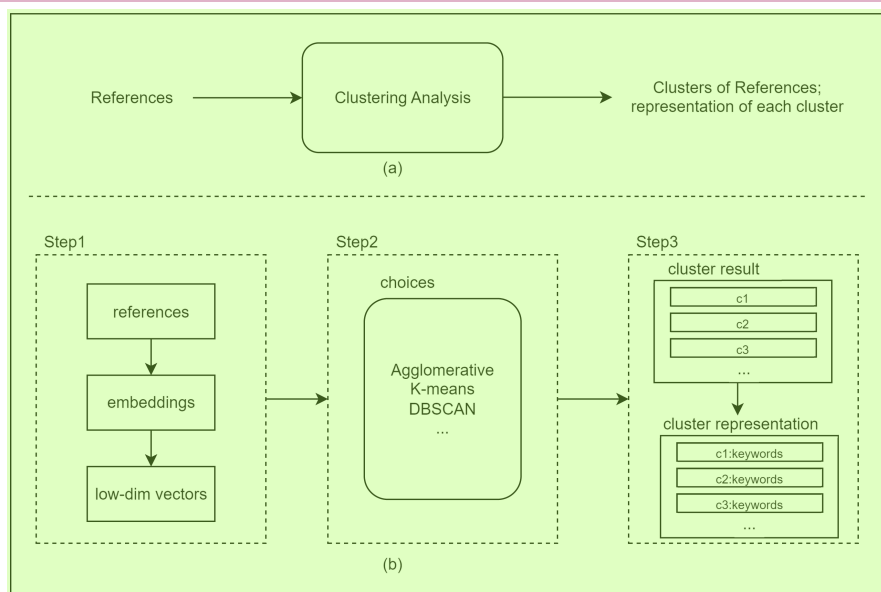 References
Clustering Analysis
Clusters of References;
representation of each cluster
(a)
Step1
references
embeddings
low-dim vectors
Step2
choices
Agglomerative
K-means
DBSCAN
...
Step3
cluster result
c1
c2
c3
...
cluster representation
c1:keywords
c2:keywords
c3:keywords
...
(b)